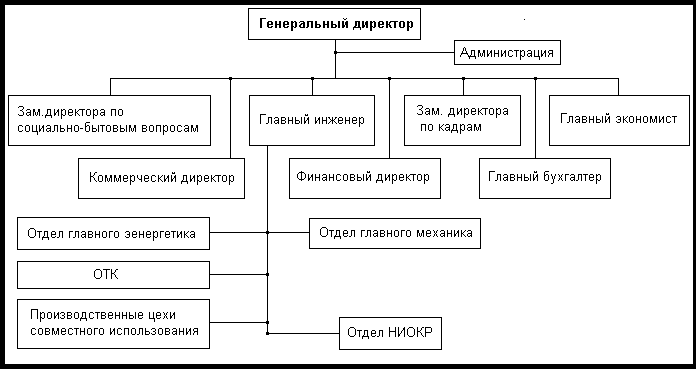 Генеральный директор
Администрация
Зам.директора по
социально-бытовым вопросам
Главный инженер
Зам. директора
по кадрам
Главный экономист
Коммерческий директор
Финансовый директор
Главный бухгалтер
Отдел главного эенергетика
Отдел главного механика
ОТК
Производственные цехи
совместного использования
Отдел НИОКР